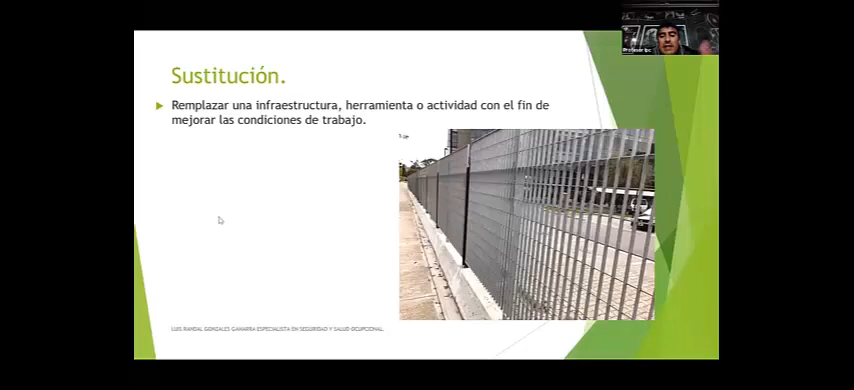 Sustitución.
Remplazar una infraestructura, herramienta o actividad con el fin de
mejorar las condiciones de trabajo.
LUIS RANDAL GONZALES GAMARRA ESPECIALISTA EN SEGURIDAD Y SALUD OCUPACIONAL.